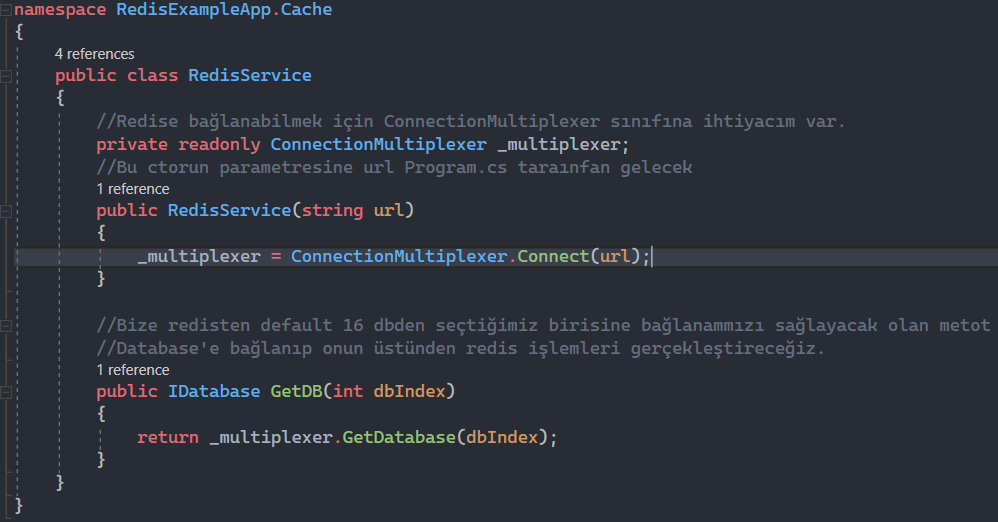 namespace RedisExampleApp.Cache
{
4 references
public class RedisService
{
//Redise bağlanabilmek için ConnectionMultiplexer sınıfına ihtiyacım var.
private readonly ConnectionMultiplexer _multiplexer;
//Bu ctorun parametresine url Program.cs taraınfan gelecek
1 reference
public RedisService(string url)
{
_multiplexer = ConnectionMultiplexer.Connect(url);
}
//Bize redisten default 16 dbden seçtiğimiz birisine bağlanammızı sağlayacak olan metot
//Database'e bağlanıp onun üstünden redis işlemleri gerçekleştireceğiz.
1 reference
public IDatabase GetDB(int dbIndex)
{
return _multiplexer.GetDatabase(dbIndex);
}
}
}